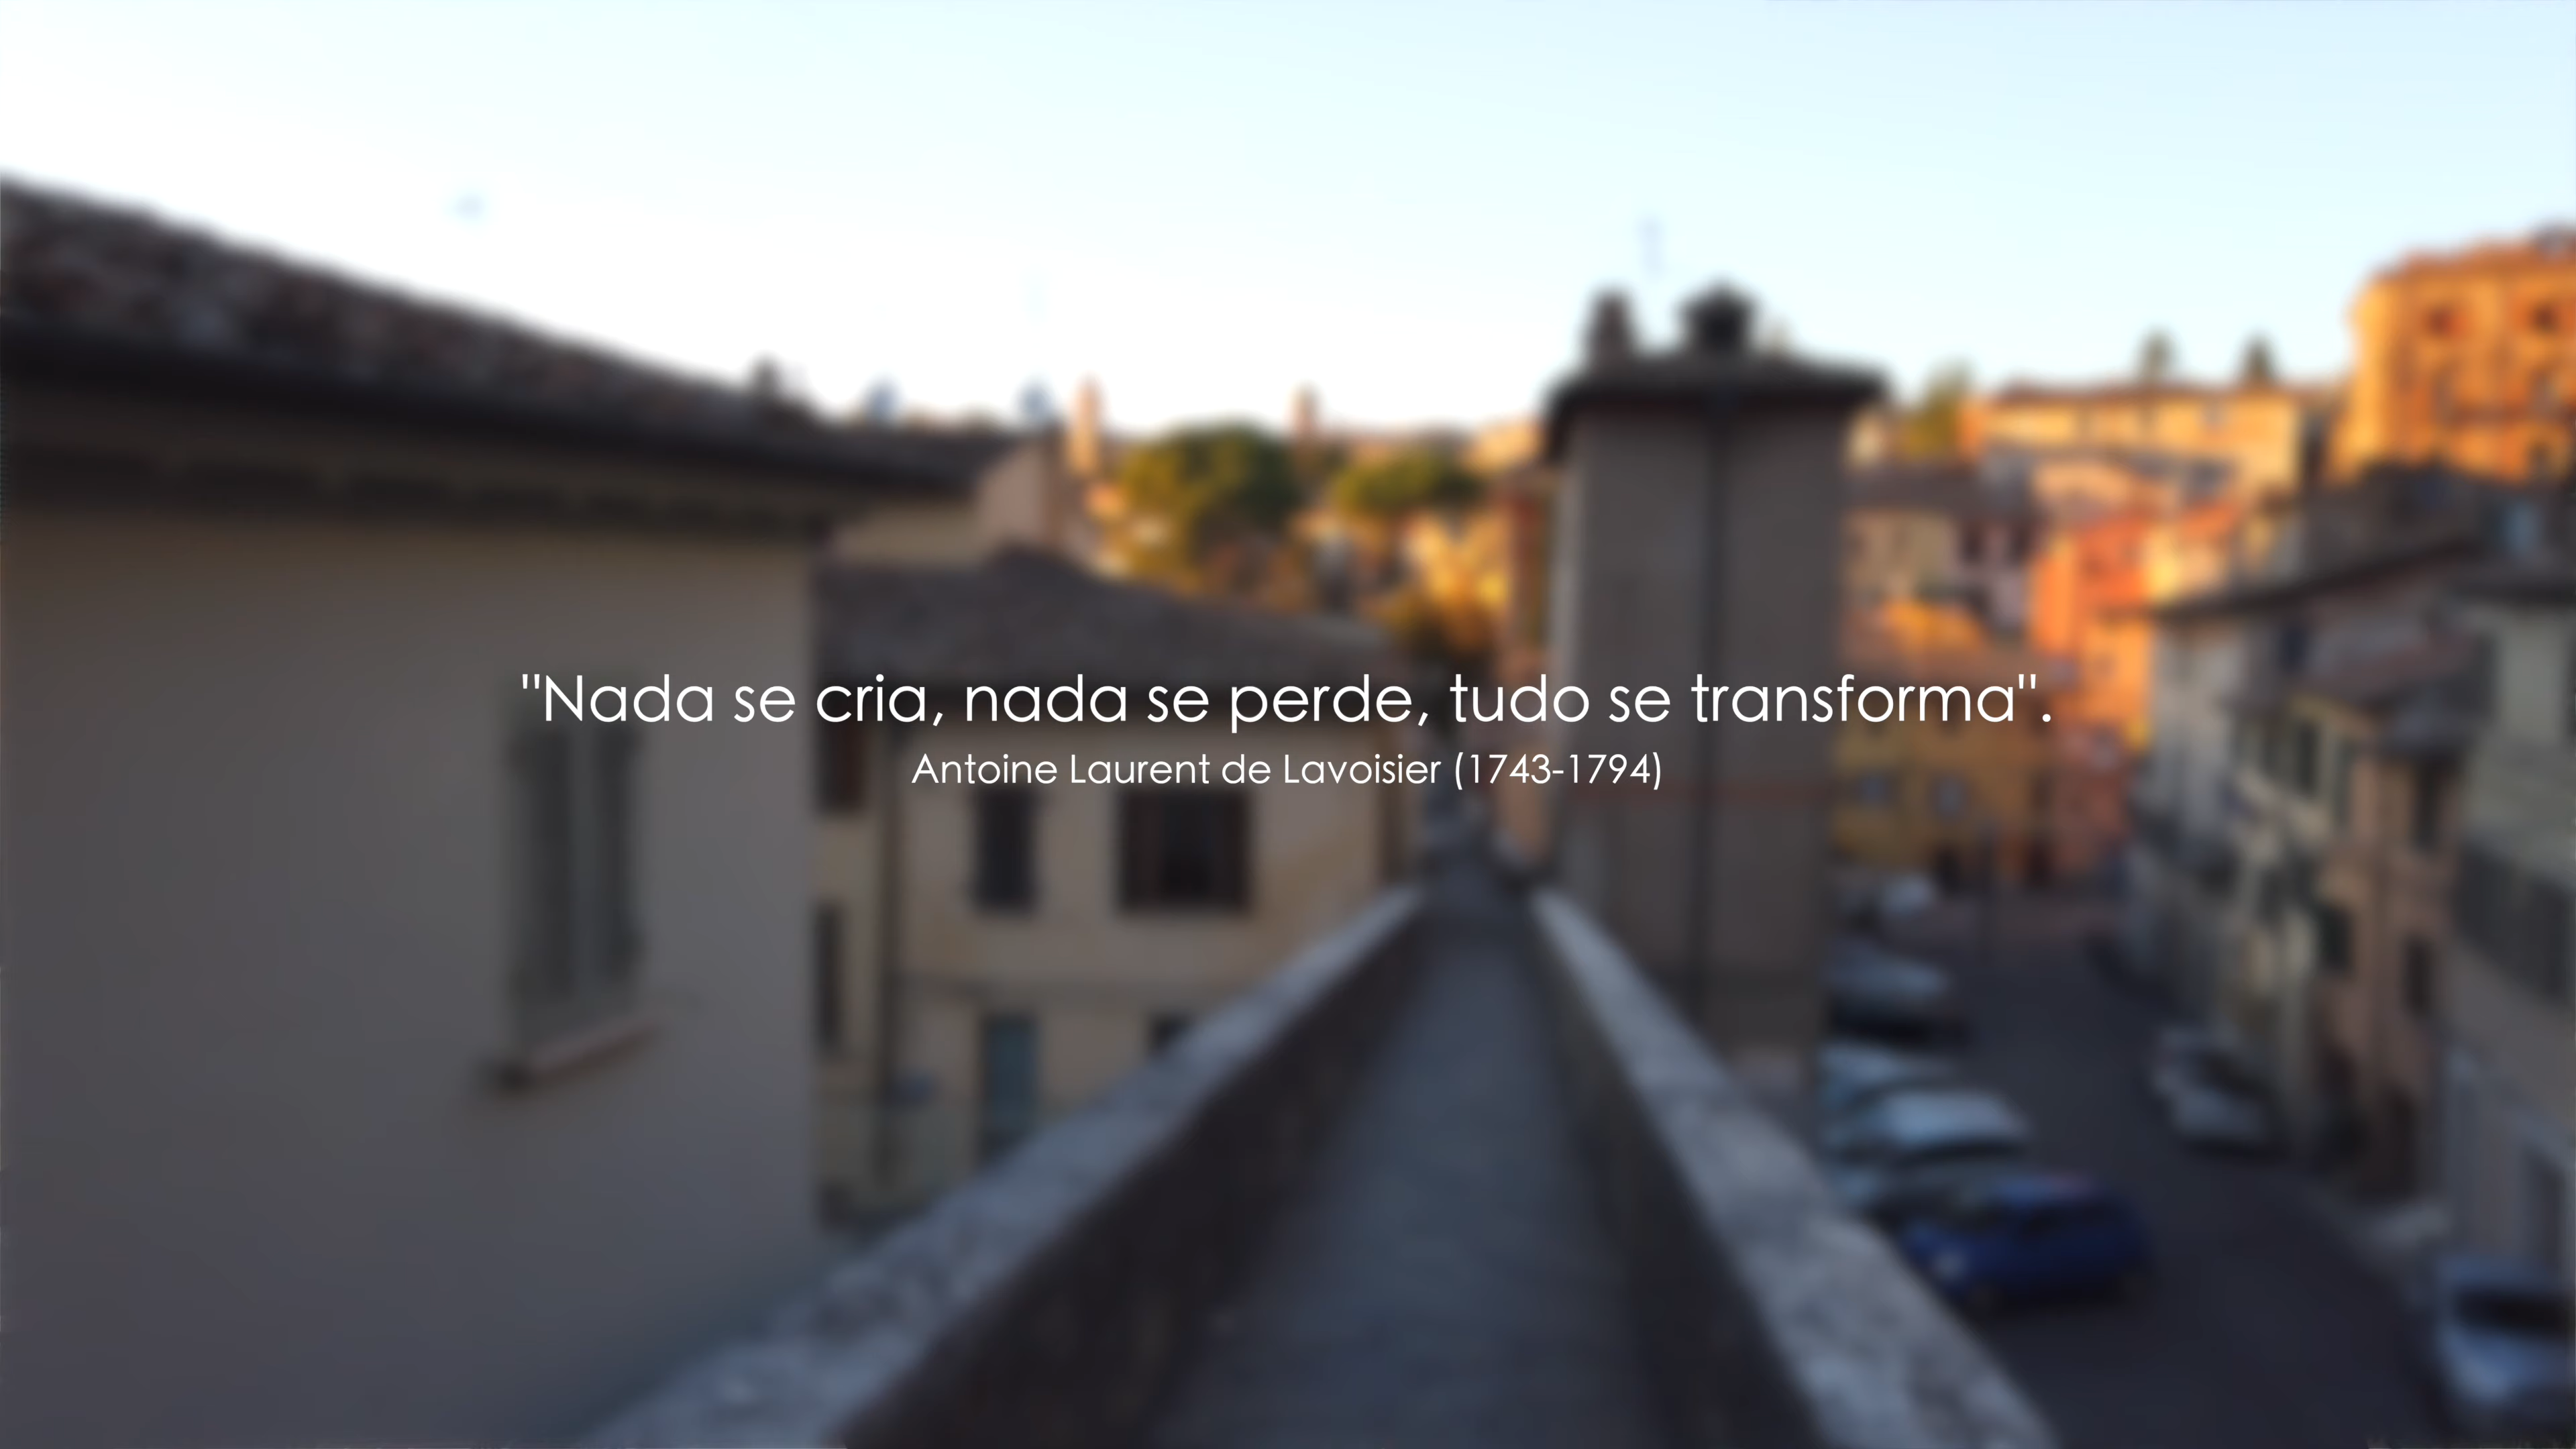 "Nada se cria, nada se perde, tudo se transforma".
Antoine Laurent de Lavoisier (1743-1794)